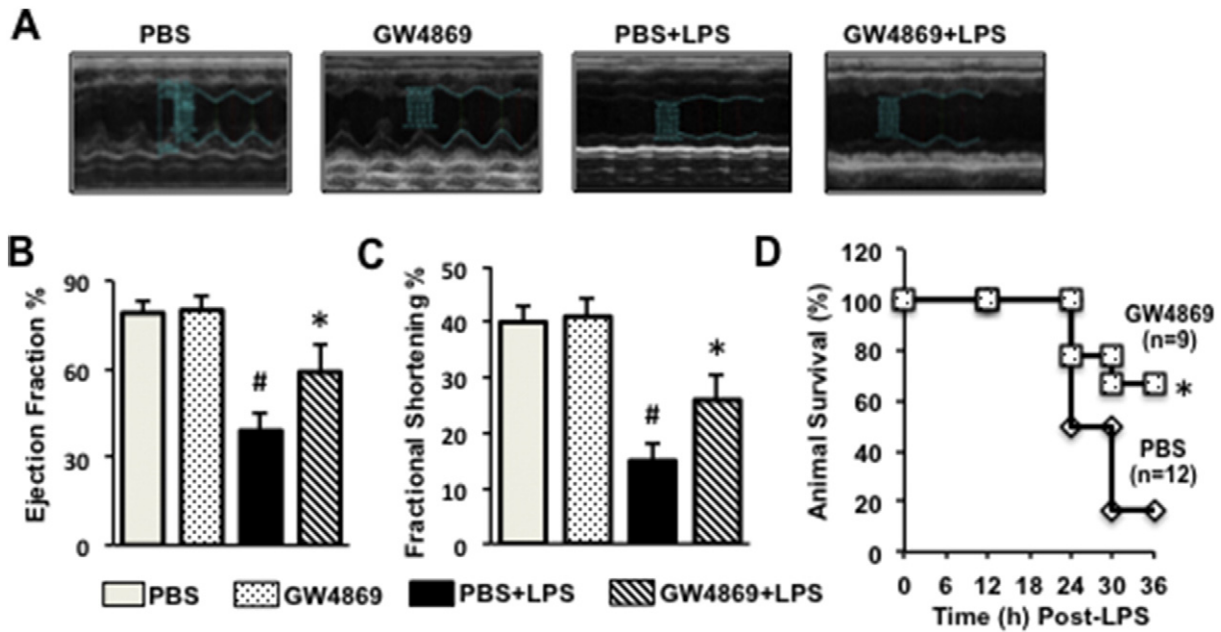 A
PBS
GW4869
PBS+LPS
GW4869+LPS
B
Ejection Fraction %
90
60
30
0
#
*
C
Fractional Shortening %
50
40
30
20
10
0
#
*
D
Animal Survival (%)
120
100
80
60
40
20
0
GW4869
(n=9)
*
PBS
(n=12)
0 6 12 18 24 30 36
Time (h) Post-LPS
PBS
GW4869
PBS+LPS
GW4869+LPS